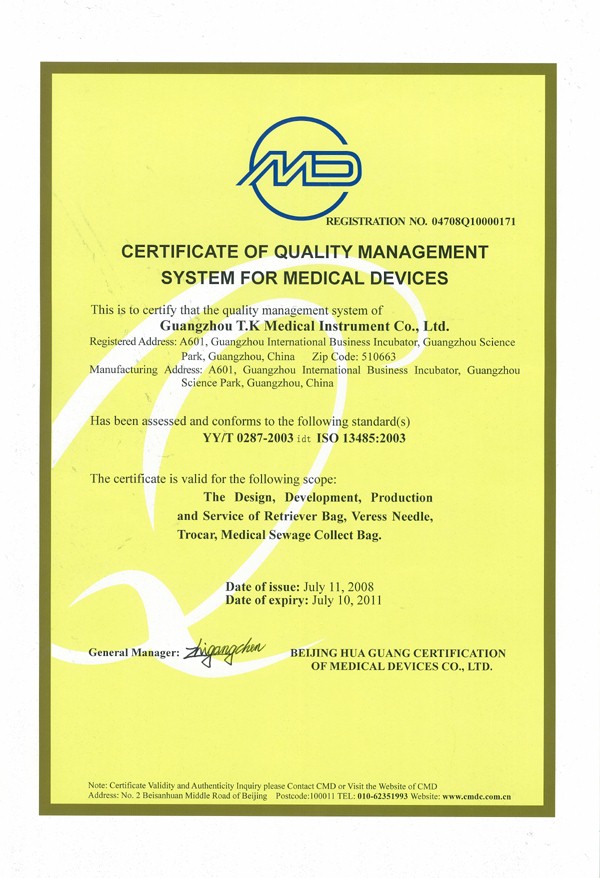 MD
REGISTRATION NO. 04708Q10000171
CERTIFICATE OF QUALITY MANAGEMENT
SYSTEM FOR MEDICAL DEVICES
This is to certify that the quality management system of
Guangzhou T.K Medical Instrument Co., Ltd.
Registered Address: A601, Guangzhou International Business Incubator, Guangzhou Science
Park, Guangzhou, China Zip Code: 510663
Manufacturing Address: A601, Guangzhou International Business Incubator, Guangzhou
Science Park, Guangzhou, China
Has been assessed and conforms to the following standard(s)
YY/T 0287-2003 idt ISO 13485:2003
The certificate is valid for the following scope:
The Design, Development, Production
and Service of Retriever Bag, Veress Needle,
Trocar, Medical Sewage Collect Bag.
Date of issue: July 11, 2008
Date of expiry: July 10, 2011
General Manager: Zhigangchen
BEIJING HUA GUANG CERTIFICATION
OF MEDICAL DEVICES CO., LTD.
Note: Certificate Validity and Authenticity Inquiry please Contact CMD or Visit the Website of CMD
Address: No. 2 Beisanhuan Middle Road of Beijing Postcode:100011 TEL: 010-62351993 Website: www.cmdc.com.cn